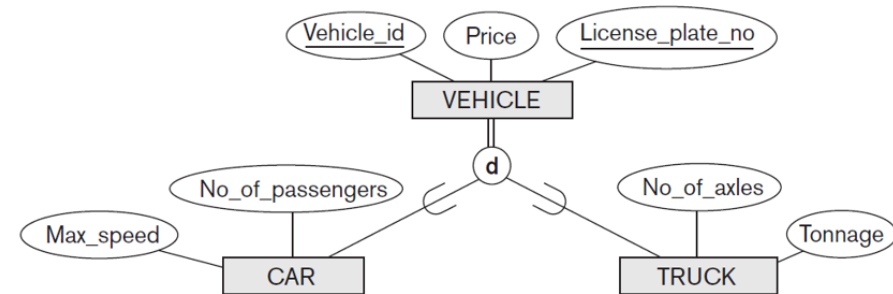 Vehicle_id
Price
License_plate_no
VEHICLE
d
No_of_passengers
No_of_axles
Max_speed
Tonnage
CAR
TRUCK